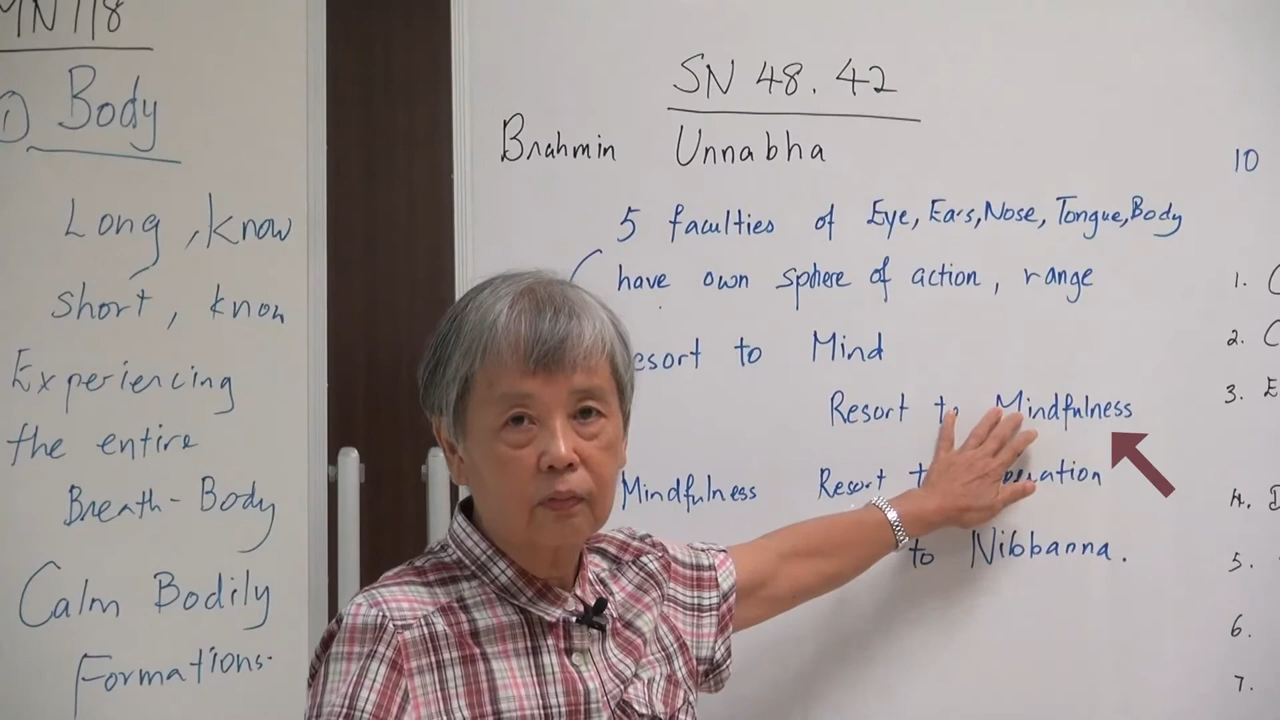 MN 118
1) Body
Long, know
short, know
Experiencing
the entire
Breath-Body
Calm Bodily
Formations.
SN 48.42
Brahmin Unnabha
5 faculties of Eye, Ears, Nose, Tongue, Body
have own sphere of action, range
esort to Mind
Resort to Mindfulness
Mindfulness Resort
to Nibbanna.
10
1.
2.
3. E
4.
5.
6.
7.